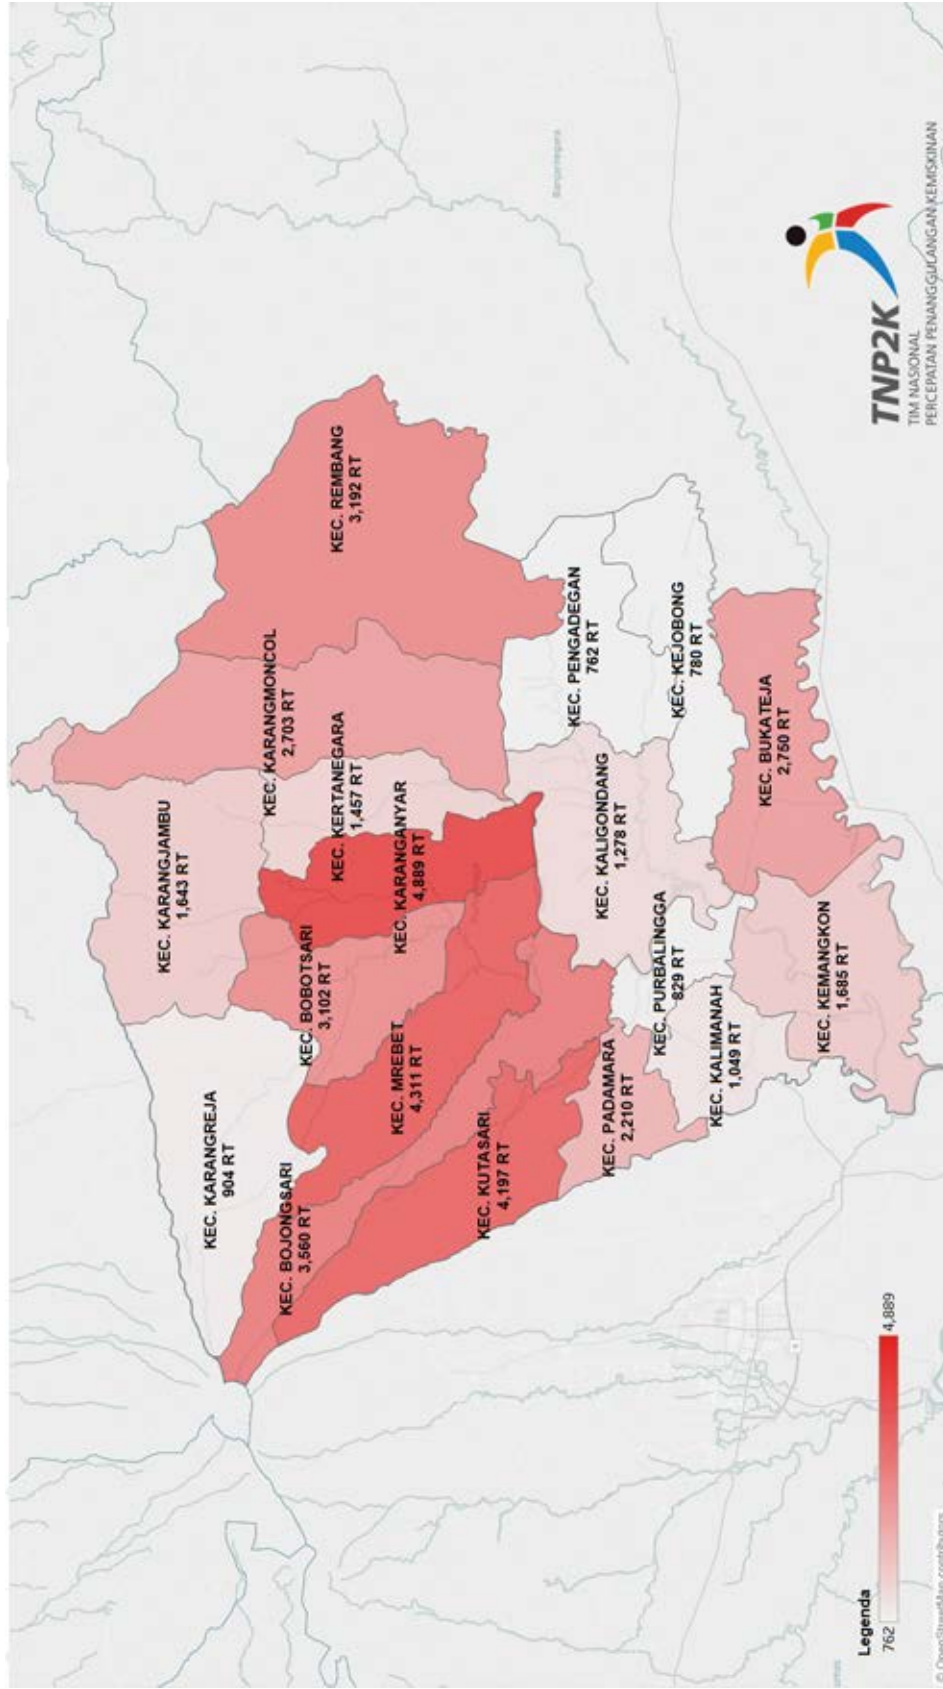 KEC. KARANGREJA
904 RT
KEC. KARANGJAMBU
1,643 RT
KEC. KARANGMONCOL
2,703 RT
KEC. REMBANG
3,192 RT
KEC. BOJONGSARI
3,560 RT
KEC. BOBOTSARI
3,102 RT
KEC. KERTANEGARA
1,457 RT
KEC. MREBET
4,311 RT
KEC. KARANGANYAR
4,889 RT
KEC. KUTASARI
4,197 RT
KEC. PADAMARA
2,210 RT
KEC. KALIGONDANG
1,278 RT
KEC. PENGADEGAN
762 RT
KEC. PURBALINGGA
829 RT
KEC. KEJOBONG
780 RT
KEC. KALIMANAH
1,049 RT
KEC. BUKATEJA
2,750 RT
KEC. KEMANGKON
1,685 RT
Banjarnegara
Legenda
762
4,889
TNP2K
TIM NASIONAL
PERCEPATAN PENANGGULANGAN KEMISKINAN
© OpenStreetMap contributors